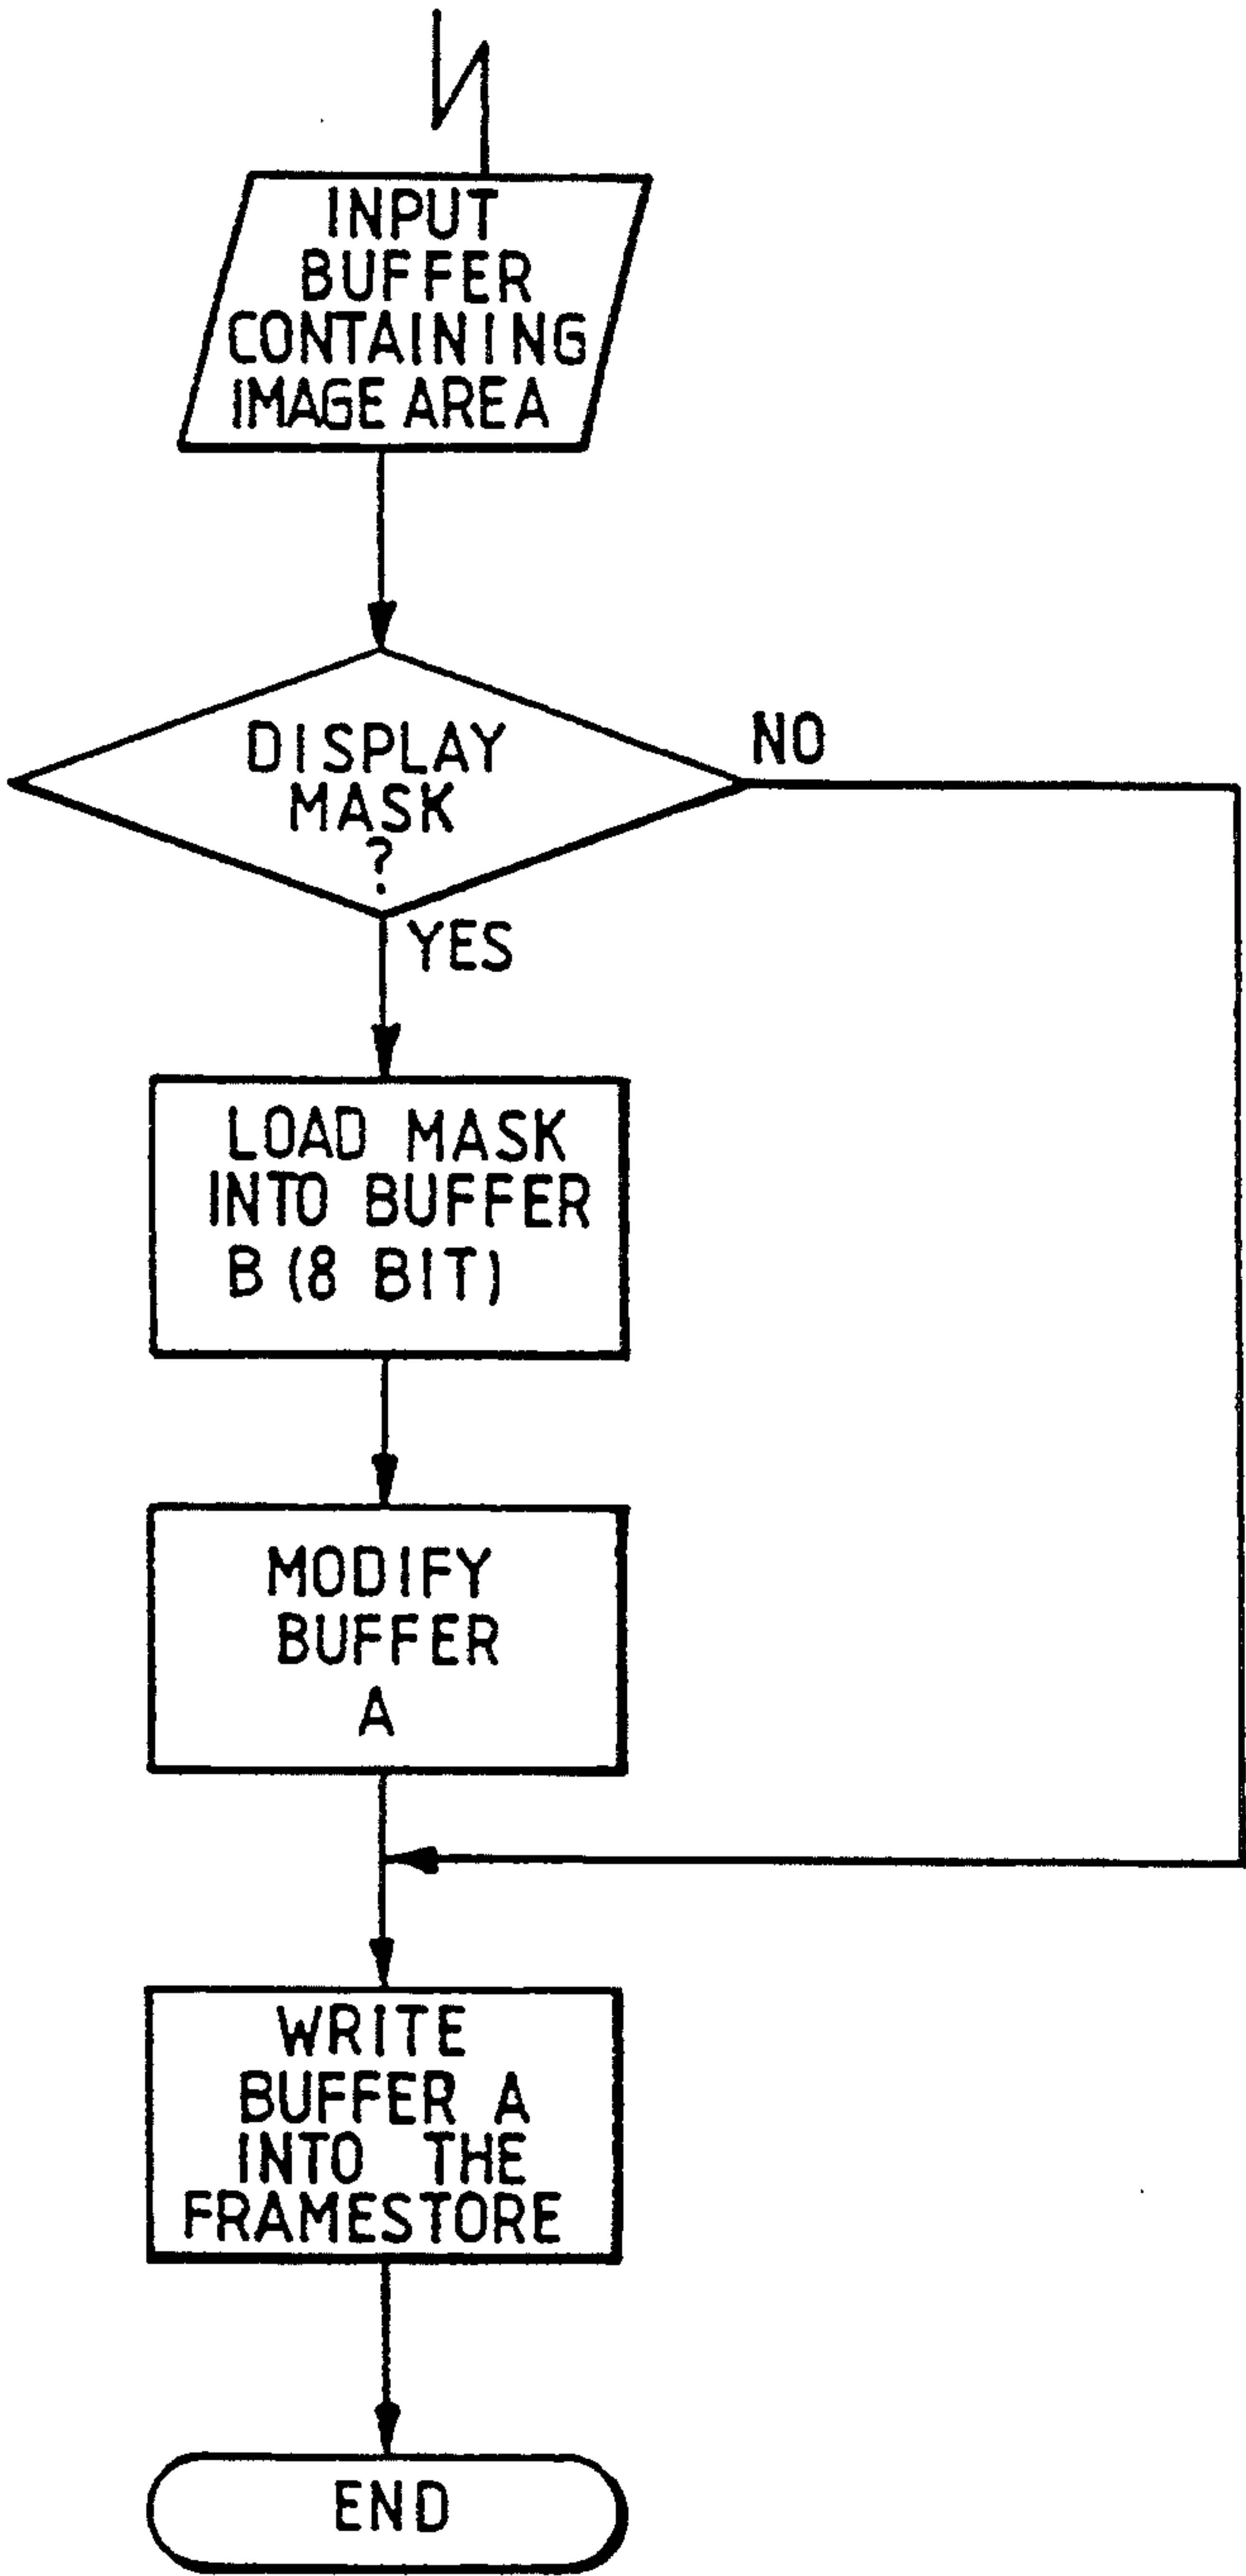 INPUT
BUFFER
CONTAINING
IMAGE AREA
DISPLAY
MASK
?
NO
YES
LOAD MASK
INTO BUFFER
B (8 BIT)
MODIFY
BUFFER
A
WRITE
BUFFER A
INTO THE
FRAMESTORE
END